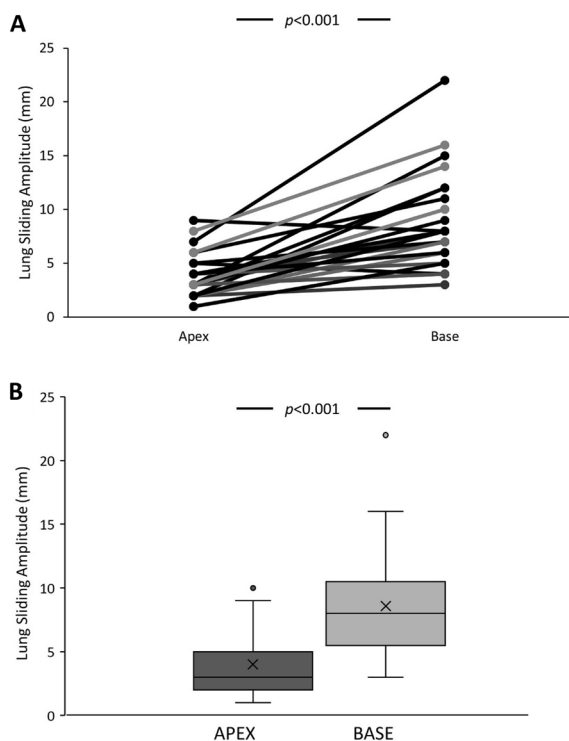 A
p<0.001
25
20
15
10
5
0
Lung Sliding Amplitude (mm)
Apex
Base
B
p<0.001
25
20
15
10
5
0
Lung Sliding Amplitude (mm)
APEX
BASE